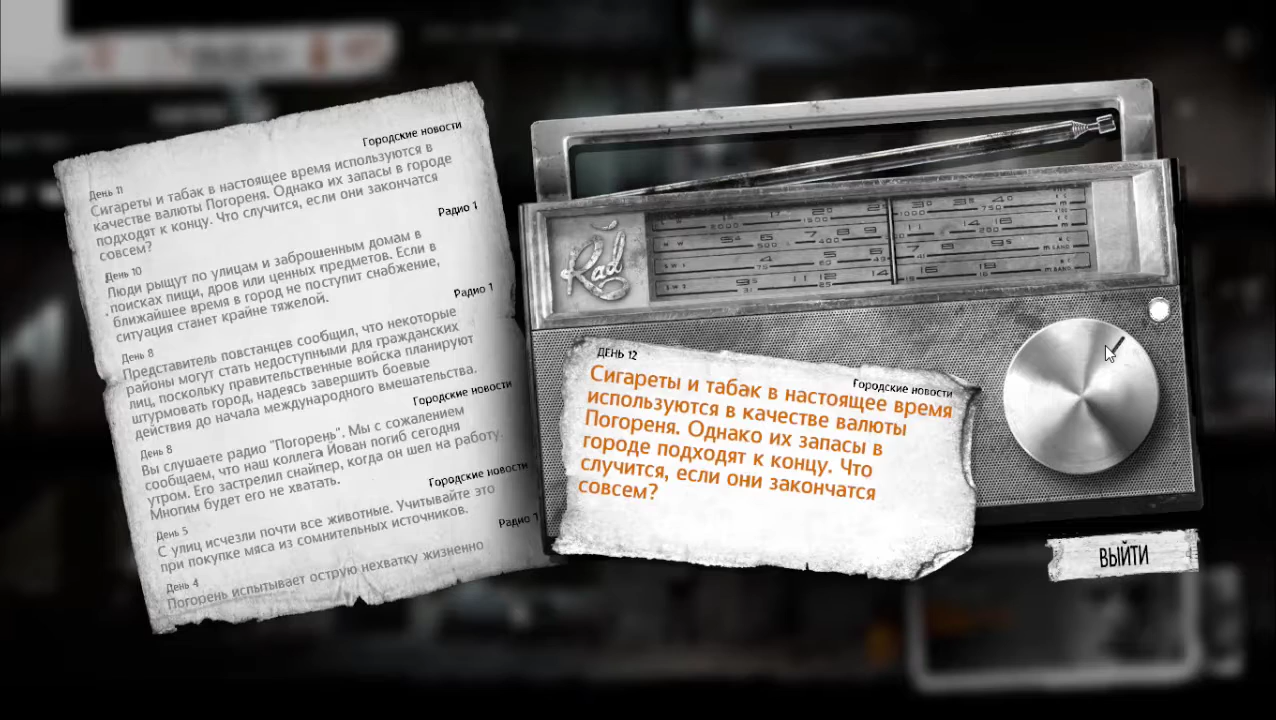 Городские новости
День 11
Сигареты и табак в настоящее время используются в
качестве валюты Погореня. Однако их запасы в городе
подходят к концу. Что случится, если они закончатся
совсем?
Радио 1
День 10
Люди рыщут по улицам и заброшенным домам в
поисках пищи, дров или ценных предметов. Если в
ближайшее время в город не поступит снабжение,
ситуация станет крайне тяжелой.
Радио 1
День 8
Представитель повстанцев сообщил, что некоторые
районы могут стать недоступными для гражданских
лиц, поскольку правительственные войска планируют
штурмовать город, надеясь завершить боевые
действия до начала международного вмешательства.
Городские новости
День 8
Вы слушаете радио "Погорень". Мы с сожалением
сообщаем, что наш коллега Йован погиб сегодня
утром. Его застрелил снайпер, когда он шел на работу.
Многим будет его не хватать.
Городские новости
День 5
С улиц исчезли почти все животные. Учитывайте это
при покупке мяса из сомнительных источников.
Радио 1
День 4
Погорень испытывает острую нехватку жизненно
Rad
ДЕНЬ 12
Городские новости
Сигареты и табак в настоящее время
используются в качестве валюты
Погореня. Однако их запасы в
городе подходят к концу. Что
случится, если они закончатся
совсем?
ВЫЙТИ